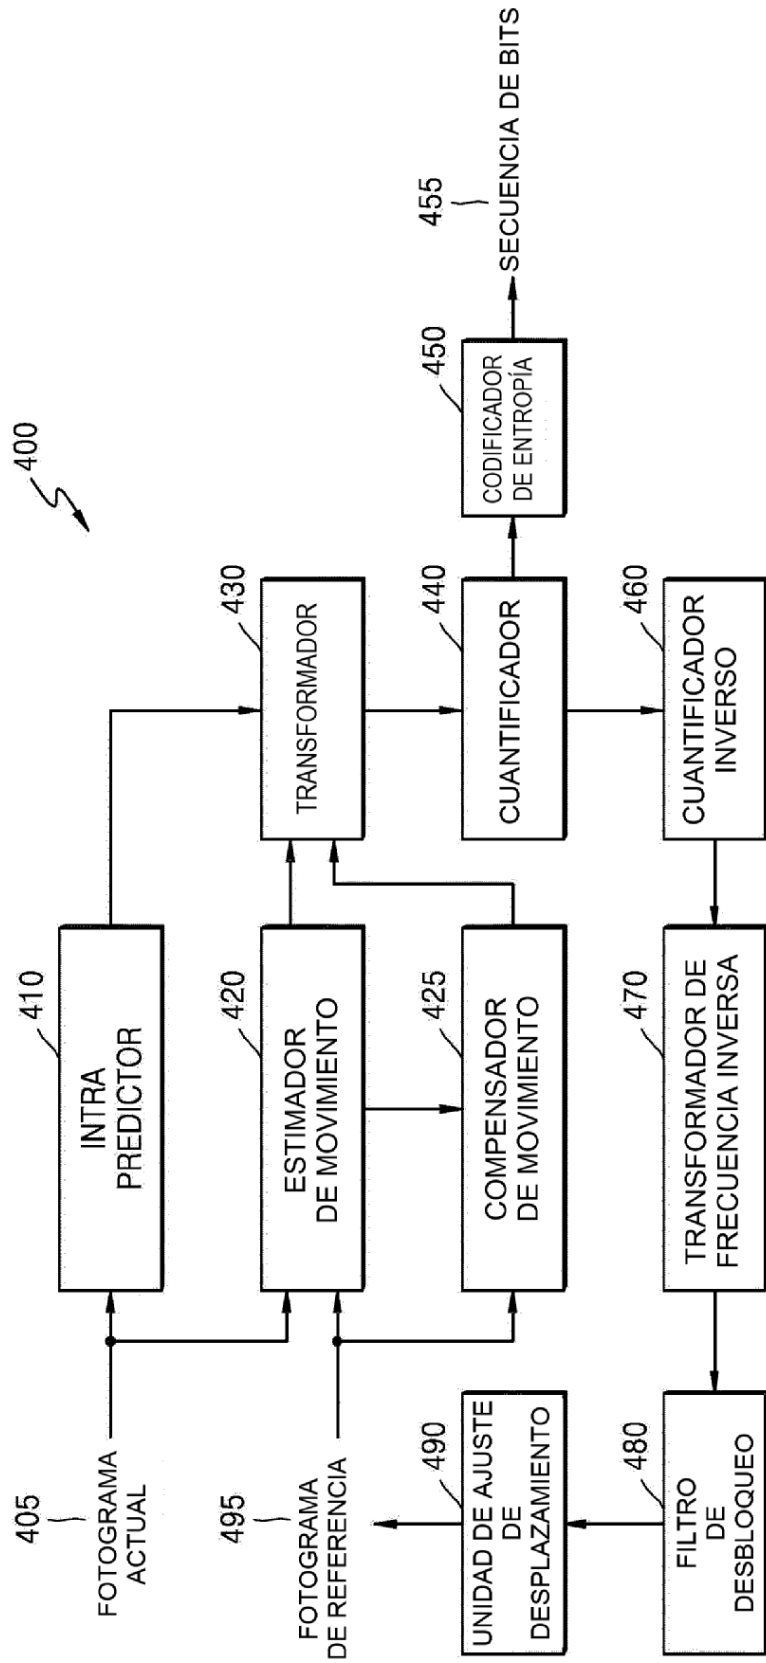 400
405
FOTOGRAMA
ACTUAL
410
INTRA
PREDICTOR
495
FOTOGRAMA
DE REFERENCIA
420
ESTIMADOR
DE MOVIMIENTO
430
TRANSFORMADOR
490
UNIDAD DE AJUSTE
DE
DESPLAZAMIENTO
425
COMPENSADOR
DE MOVIMIENTO
440
CUANTIFICADOR
450
CODIFICADOR
DE ENTROPÍA
455
SECUENCIA DE BITS
480
FILTRO
DE
DESBLOQUEO
470
TRANSFORMADOR DE
FRECUENCIA INVERSA
460
CUANTIFICADOR
INVERSO